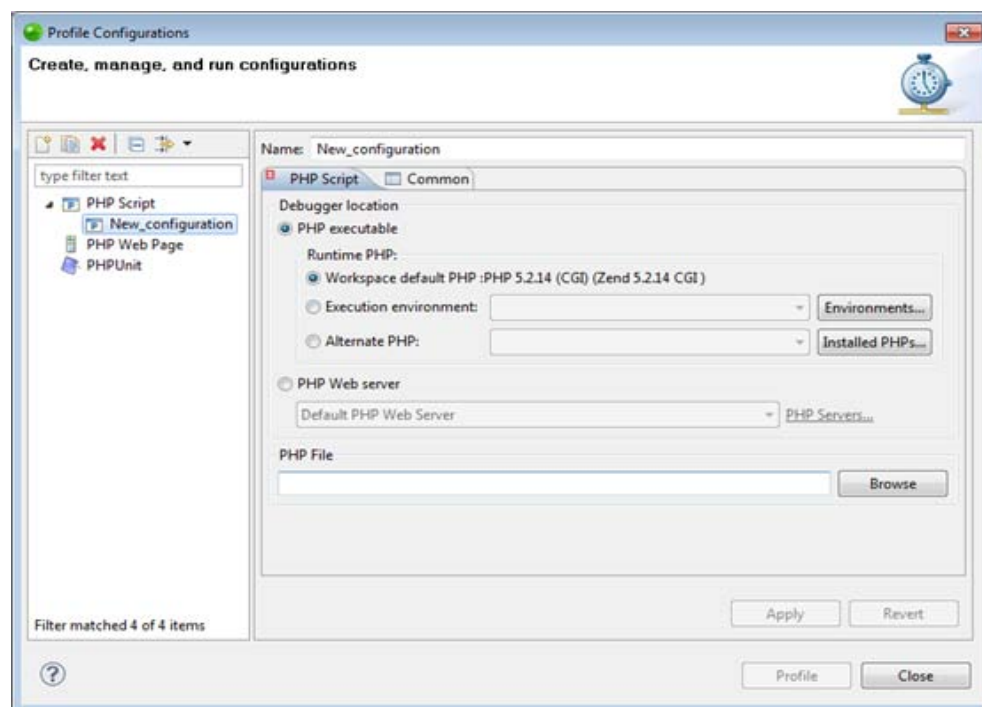 Profile Configurations
Create, manage, and run configurations
type filter text
PHP Script
New_configuration
PHP Web Page
PHPUnit
Filter matched 4 of 4 items
Name: New_configuration
PHP Script Common
Debugger location
PHP executable
Runtime PHP:
Workspace default PHP :PHP 5.2.14 (CGI) (Zend 5.2.14 CGI )
Execution environment: Environments...
Alternate PHP: Installed PHPs...
PHP Web server
Default PHP Web Server PHP Servers...
PHP File
Browse
Apply Revert
? Profile Close